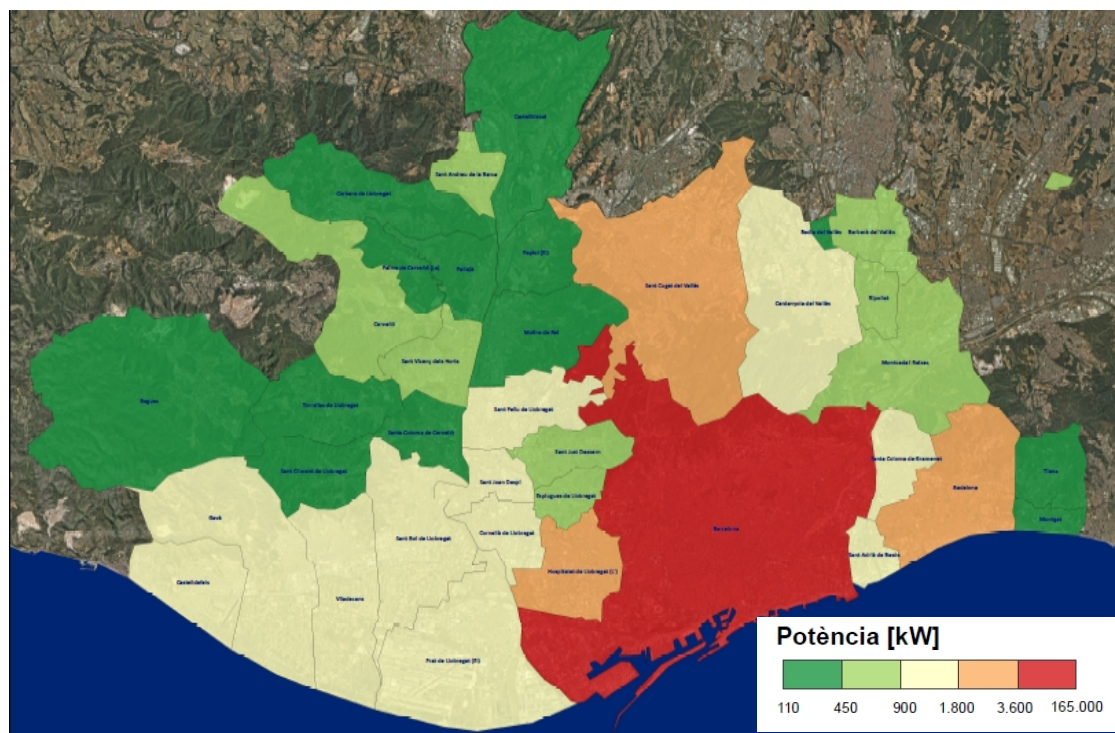 Castellbisbal
Sant Andreu de la Barca
Corbera de Llobregat
Badia del Vallès
Barberà del Vallès
Papiol (El)
Palma de Cervelló (La)
Pallejà
Sant Cugat del Vallès
Cerdanyola del Vallès
Ripollet
Cervelló
Molins de Rei
Sant Vicenç dels Horts
Montcada i Reixac
Begues
Torrelles de Llobregat
Sant Feliu de Llobregat
Santa Coloma de Cervelló
Sant Just Desvern
Santa Coloma de Gramenet
Sant Climent de Llobregat
Tiana
Sant Joan Despí
Badalona
Esplugues de Llobregat
Gavà
Montgat
Barcelona
Cornellà de Llobregat
Sant Boi de Llobregat
Sant Adrià de Besòs
Hospitalet de Llobregat (L')
Castelldefels
Viladecans
Prat de Llobregat (El)
Potència [kW]
110 450 900 1.800 3.600 165.000